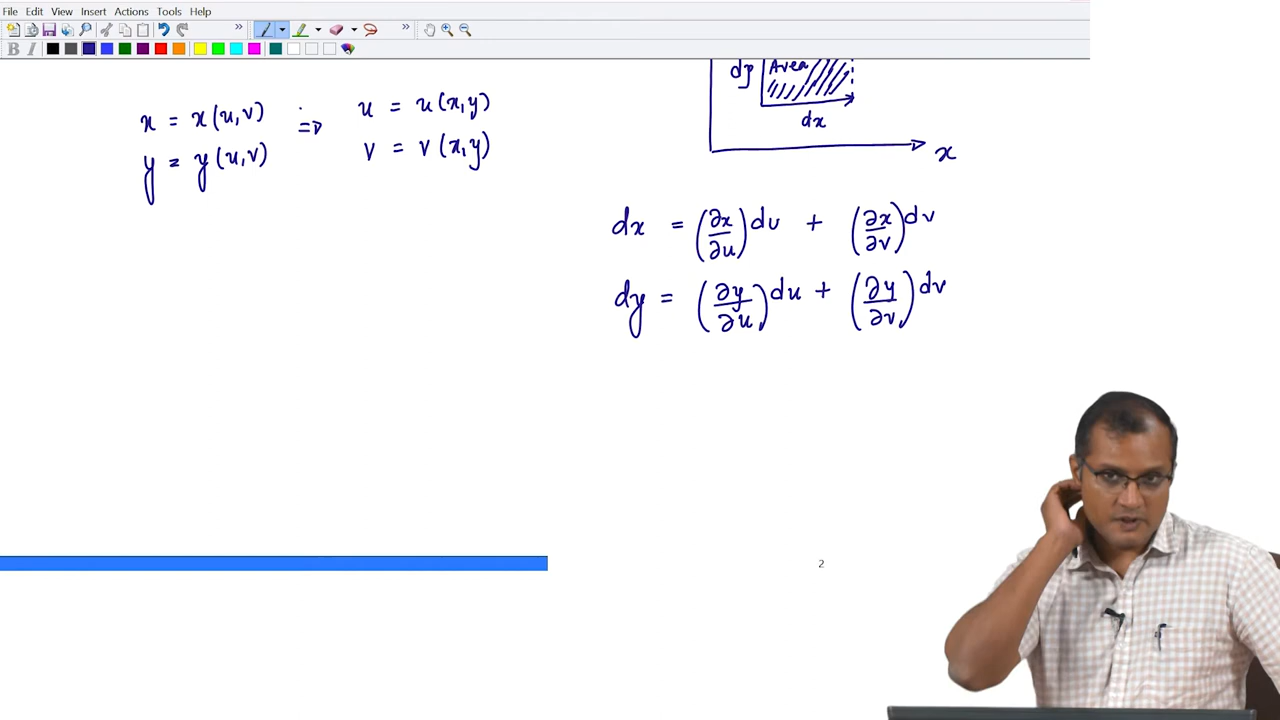 File Edit View Insert Actions Tools Help
» »
B I
dy Area
dx
x
x = x(u,v) ⇒ u = u(x,y)
y = y(u,v) v = v(x,y)
dx = (∂x/∂u) du + (∂x/∂v) dv
dy = (∂y/∂u) du + (∂y/∂v) dv
2